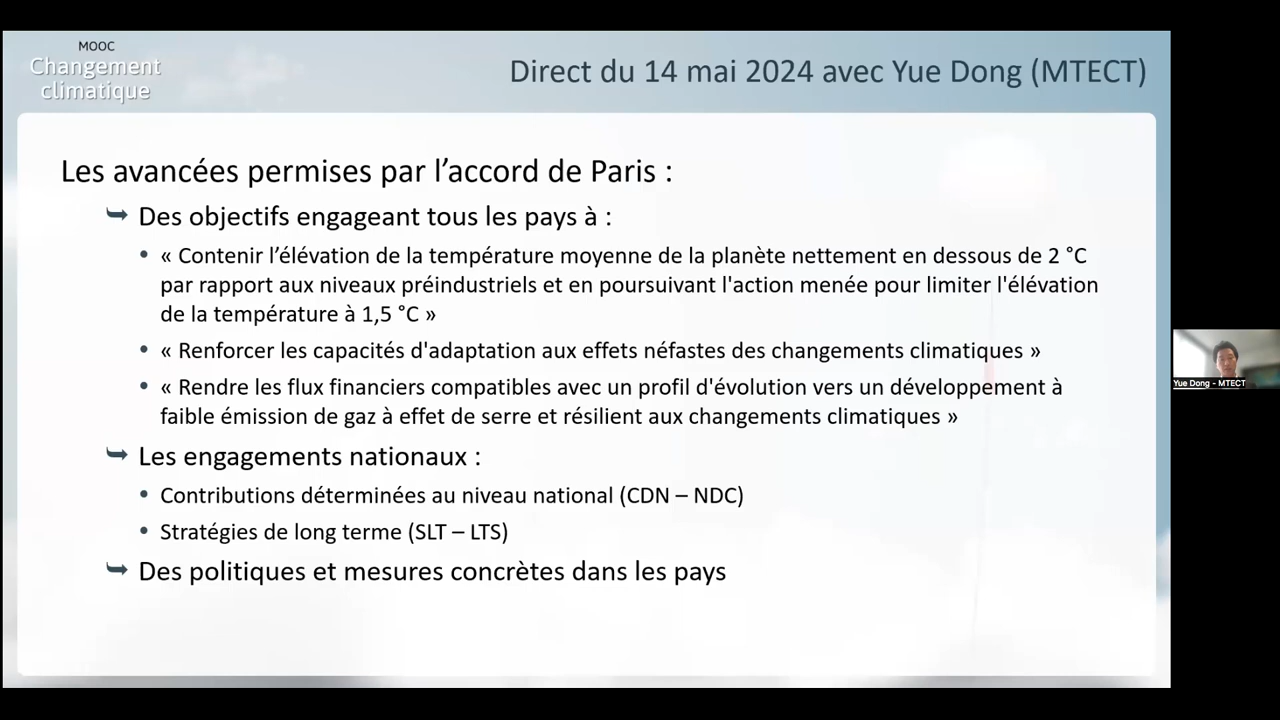 MOOC
Changement
climatique
Direct du 14 mai 2024 avec Yue Dong (MTECT)
Les avancées permises par l’accord de Paris :
Des objectifs engageant tous les pays à :
« Contenir l’élévation de la température moyenne de la planète nettement en dessous de 2 °C
par rapport aux niveaux préindustriels et en poursuivant l'action menée pour limiter l'élévation
de la température à 1,5 °C »
« Renforcer les capacités d'adaptation aux effets néfastes des changements climatiques »
« Rendre les flux financiers compatibles avec un profil d'évolution vers un développement à
faible émission de gaz à effet de serre et résilient aux changements climatiques »
Les engagements nationaux :
Contributions déterminées au niveau national (CDN – NDC)
Stratégies de long terme (SLT – LTS)
Des politiques et mesures concrètes dans les pays
Yue Dong - MTECT